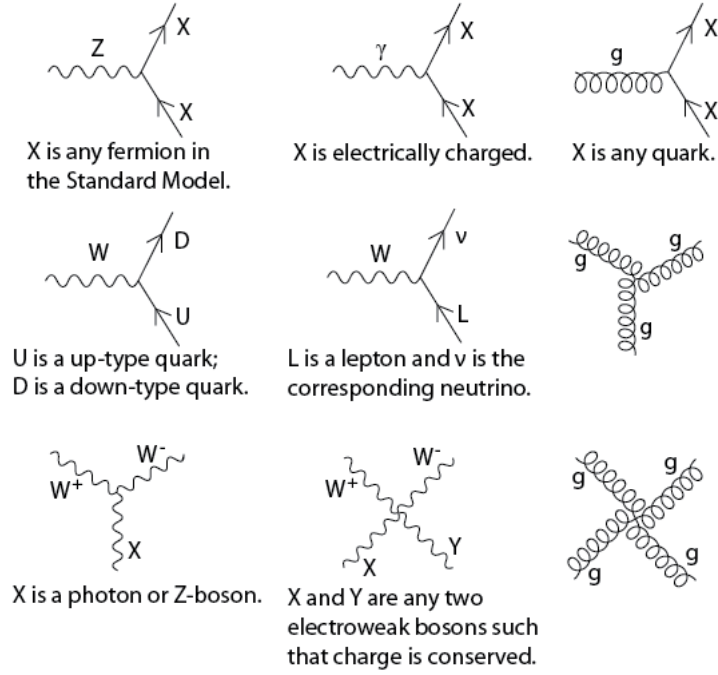 Z
X
X
X is any fermion in
the Standard Model.
γ
X
X
X is electrically charged.
g
X
X
X is any quark.
W
D
U
U is a up-type quark;
D is a down-type quark.
W
ν
L
L is a lepton and ν is the
corresponding neutrino.
g
g
g
W⁺
W⁻
X
X is a photon or Z-boson.
W⁺
W⁻
X
Y
X and Y are any two
electroweak bosons such
that charge is conserved.
g
g
g
g